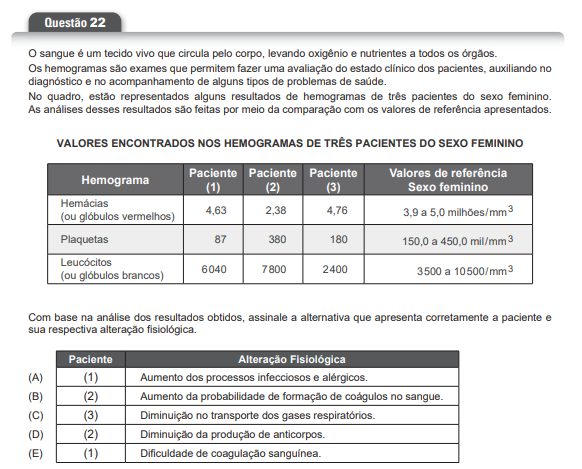 Questão 22
O sangue é um tecido vivo que circula pelo corpo, levando oxigênio e nutrientes a todos os órgãos.
Os hemogramas são exames que permitem fazer uma avaliação do estado clínico dos pacientes, auxiliando no
diagnóstico e no acompanhamento de alguns tipos de problemas de saúde.
No quadro, estão representados alguns resultados de hemogramas de três pacientes do sexo feminino.
As análises desses resultados são feitas por meio da comparação com os valores de referência apresentados.
VALORES ENCONTRADOS NOS HEMOGRAMAS DE TRÊS PACIENTES DO SEXO FEMININO
Hemograma Paciente (1) Paciente (2) Paciente (3) Valores de referência Sexo feminino
Hemácias (ou glóbulos vermelhos) 4,63 2,38 4,76 3,9 a 5,0 milhões/mm³
Plaquetas 87 380 180 150,0 a 450,0 mil/mm³
Leucócitos (ou glóbulos brancos) 6040 7800 2400 3500 a 10500/mm³
Com base na análise dos resultados obtidos, assinale a alternativa que apresenta corretamente a paciente e
sua respectiva alteração fisiológica.
Paciente Alteração Fisiológica
(A) (1) Aumento dos processos infecciosos e alérgicos.
(B) (2) Aumento da probabilidade de formação de coágulos no sangue.
(C) (3) Diminuição no transporte dos gases respiratórios.
(D) (2) Diminuição da produção de anticorpos.
(E) (1) Dificuldade de coagulação sanguínea.